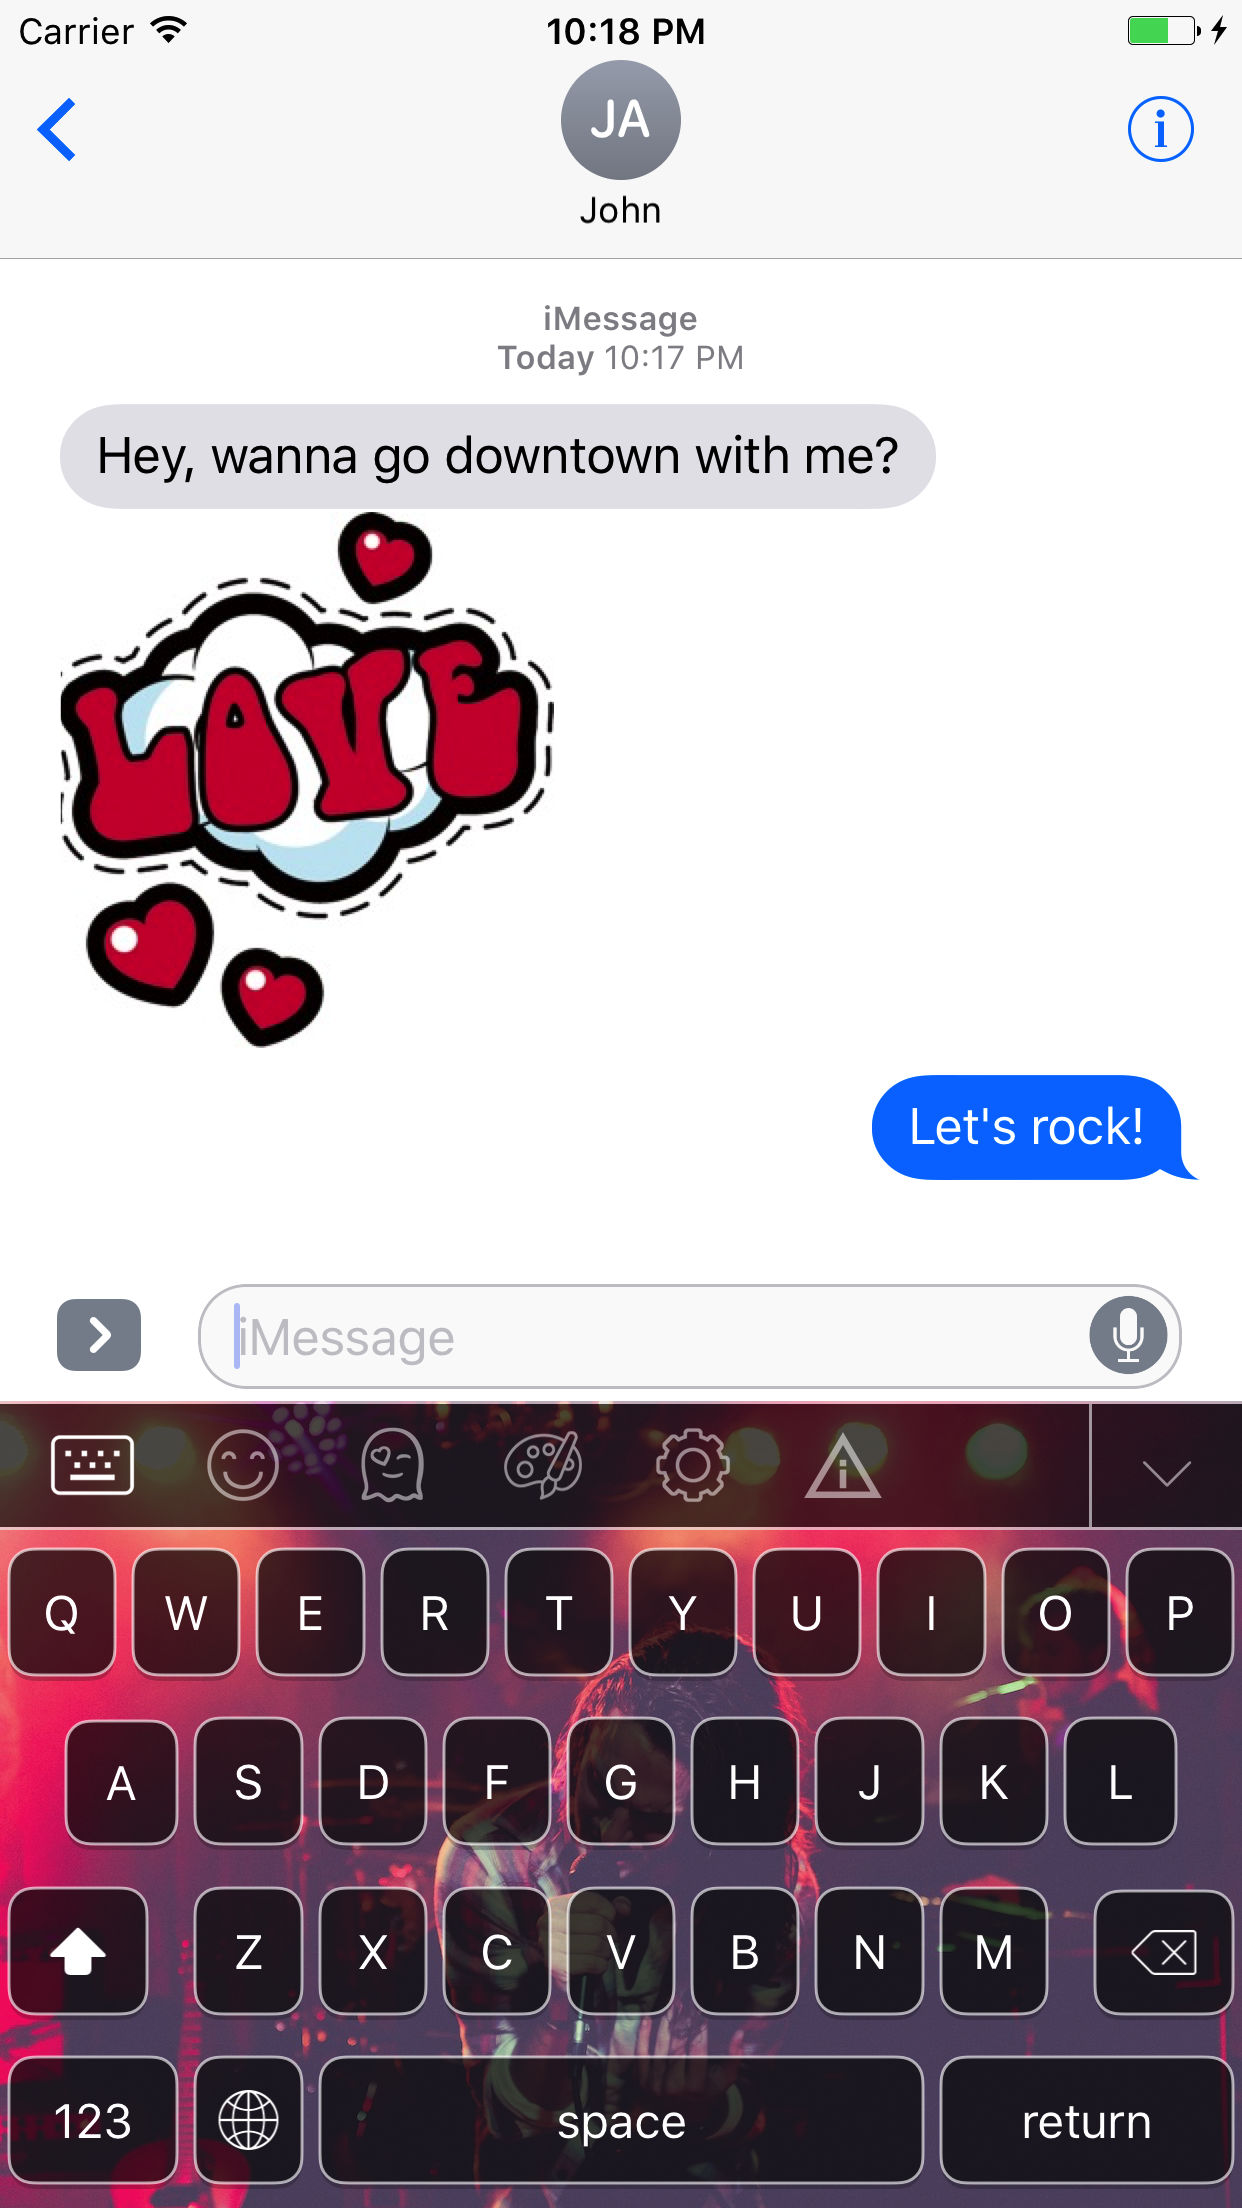 Carrier 10:18 PM
JA
John
iMessage
Today 10:17 PM
Hey, wanna go downtown with me?
LOVE
Let's rock!
iMessage
Q W E R T Y U I O P
A S D F G H J K L
Z X C V B N M
123 space return